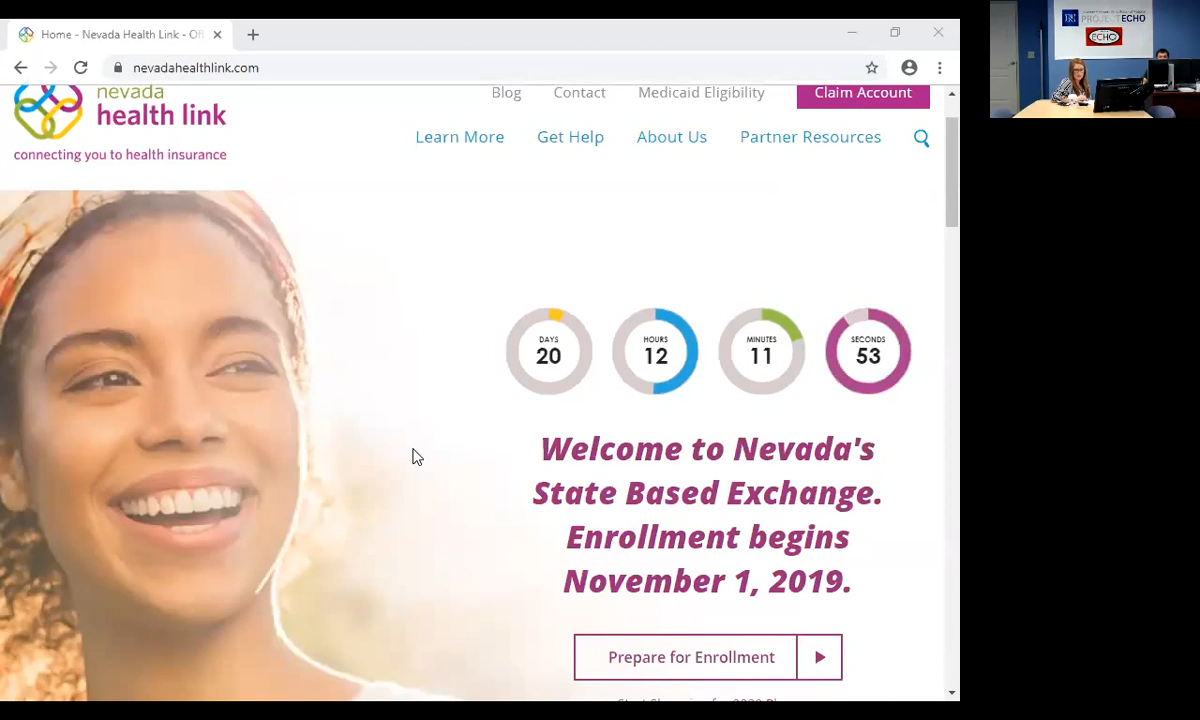 Home - Nevada Health Link - Ofi
nevadahealthlink.com
PROJECT ECHO
ECHO
nevada
health link
connecting you to health insurance
Blog
Contact
Medicaid Eligibility
Claim Account
Learn More
Get Help
About Us
Partner Resources
DAYS
20
HOURS
12
MINUTES
11
SECONDS
53
Welcome to Nevada's
State Based Exchange.
Enrollment begins
November 1, 2019.
Prepare for Enrollment